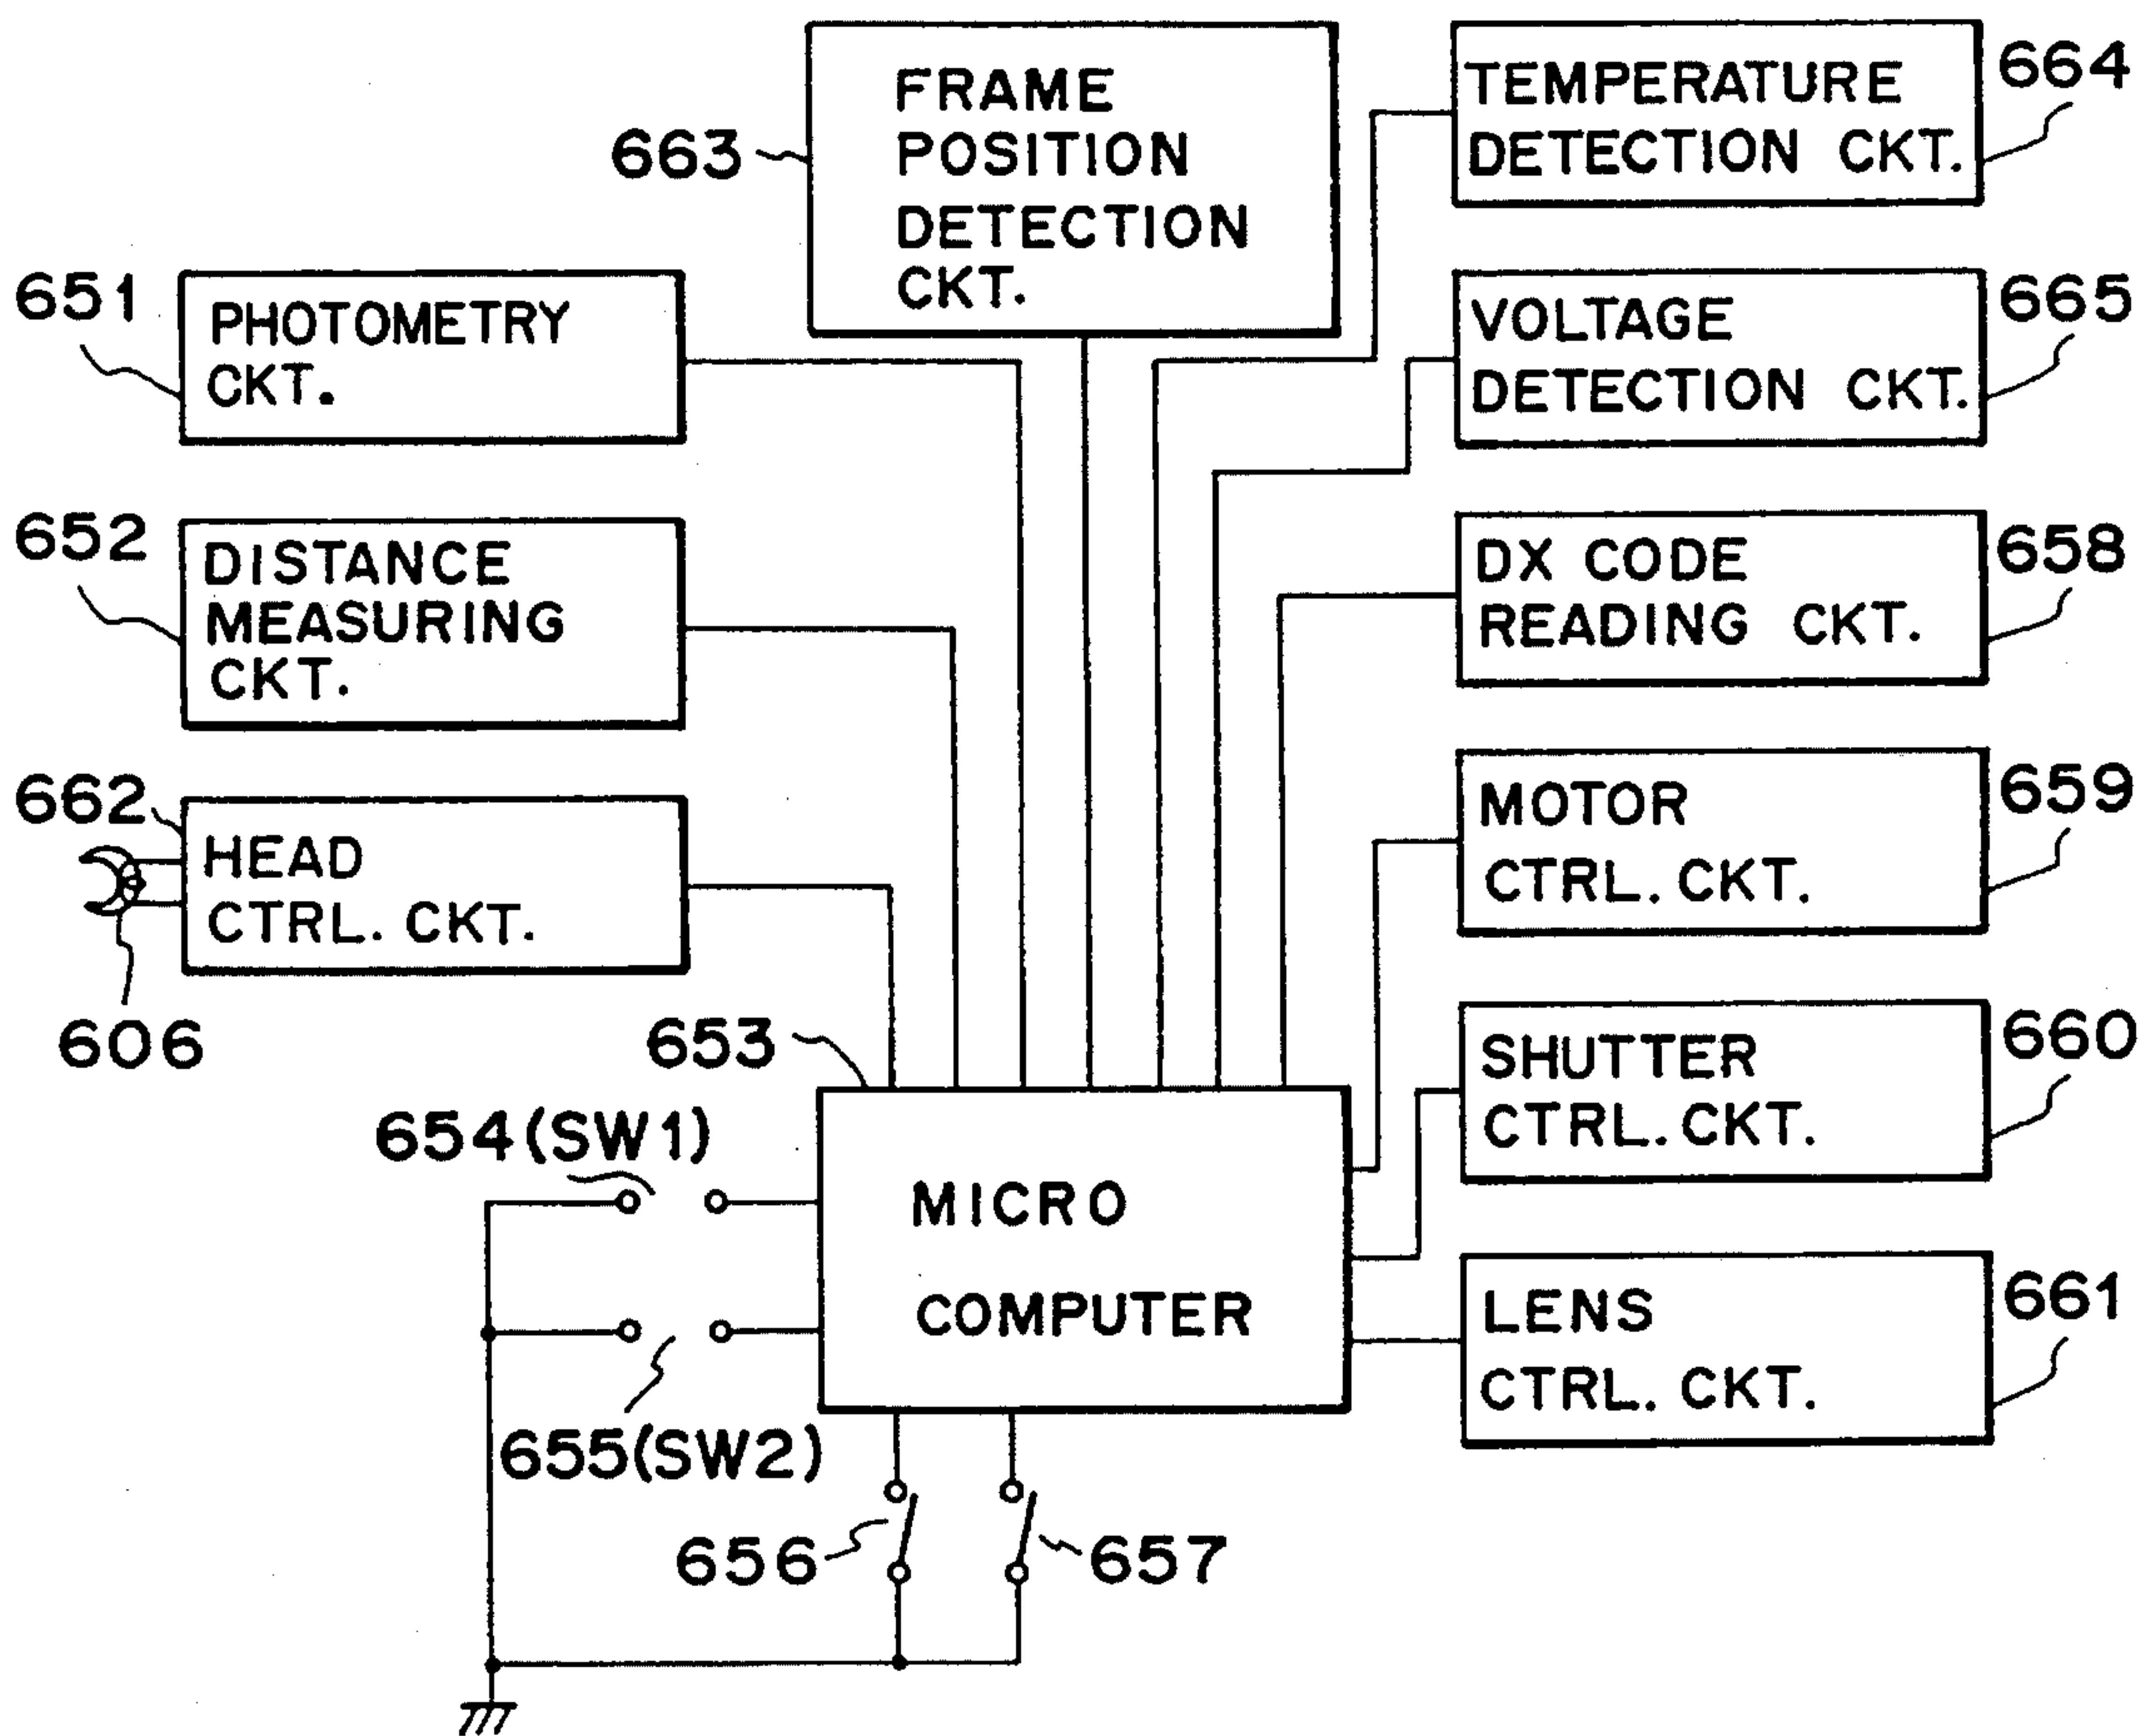 FRAME
POSITION
DETECTION
CKT.
663
TEMPERATURE
DETECTION CKT.
664
651
PHOTOMETRY
CKT.
VOLTAGE
DETECTION CKT.
665
652
DISTANCE
MEASURING
CKT.
DX CODE
READING CKT.
658
662
HEAD
CTRL. CKT.
606
MOTOR
CTRL. CKT.
659
653
SHUTTER
CTRL. CKT.
660
654(SW1)
MICRO
COMPUTER
LENS
CTRL. CKT.
661
655(SW2)
656
657